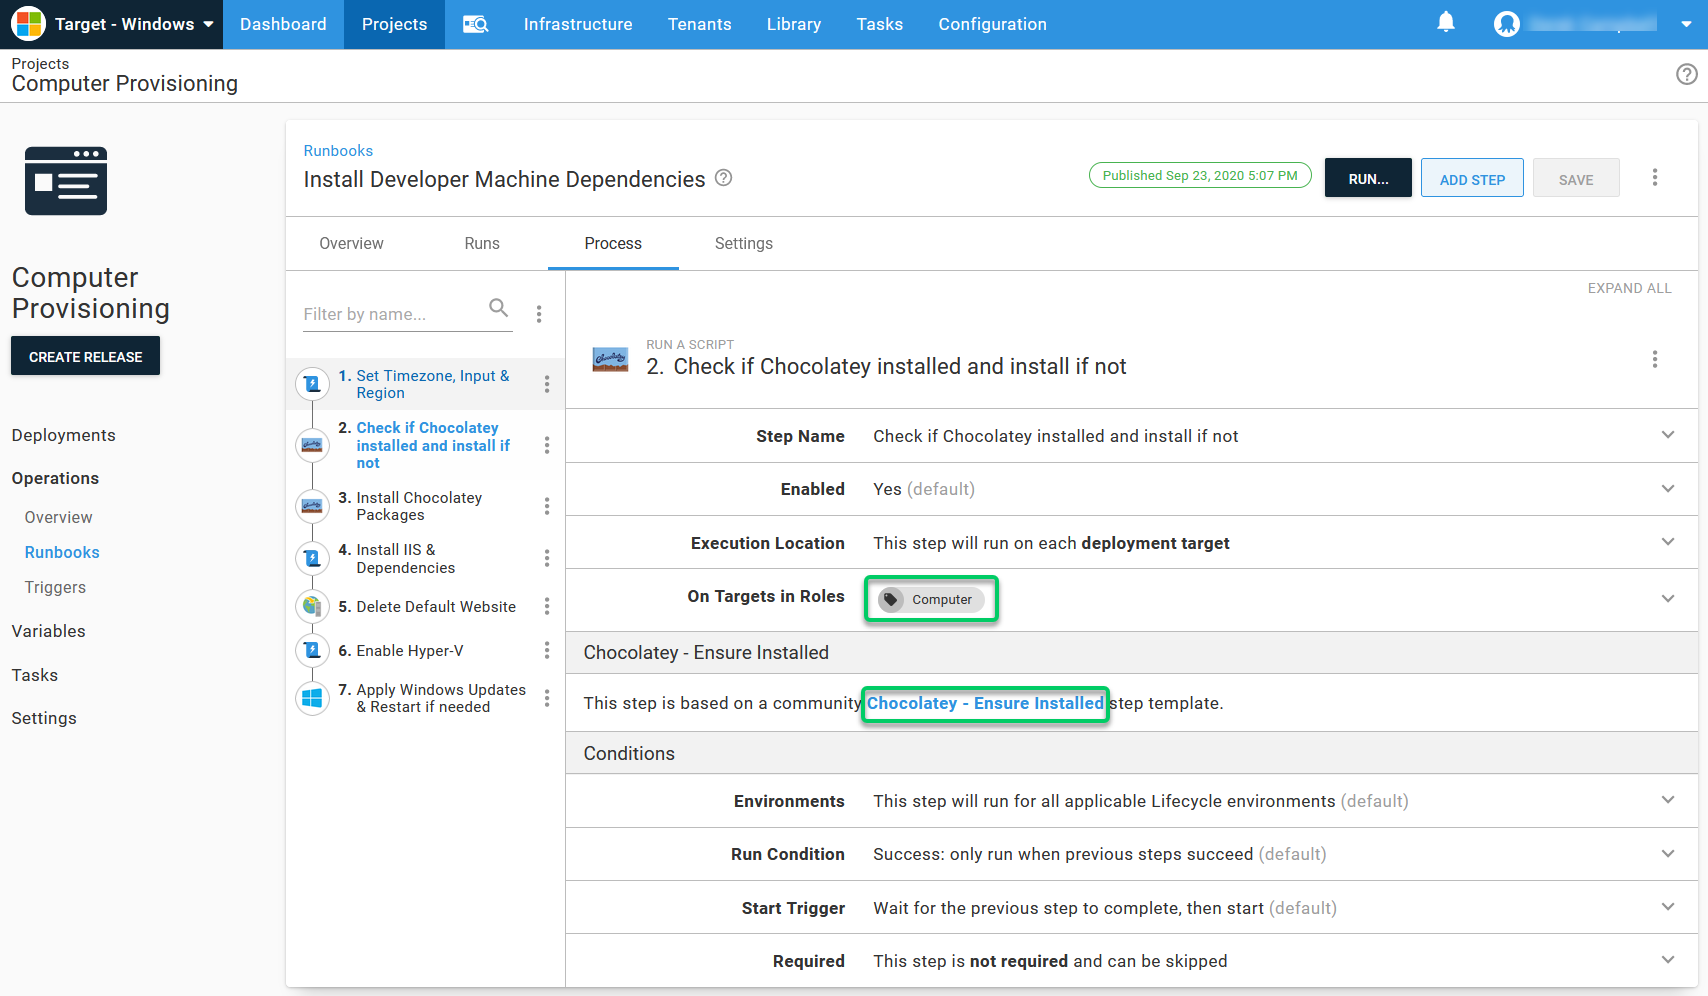 Target - Windows
Dashboard
Projects
Infrastructure
Tenants
Library
Tasks
Configuration
Projects
Computer Provisioning
Computer
Provisioning
CREATE RELEASE
Deployments
Operations
Overview
Runbooks
Triggers
Variables
Tasks
Settings
Runbooks
Install Developer Machine Dependencies
Published Sep 23, 2020 5:07 PM
RUN...
ADD STEP
SAVE
Overview
Runs
Process
Settings
Filter by name...
1. Set Timezone, Input &
Region
2. Check if Chocolatey
installed and install if
not
3. Install Chocolatey
Packages
4. Install IIS &
Dependencies
5. Delete Default Website
6. Enable Hyper-V
7. Apply Windows Updates
& Restart if needed
EXPAND ALL
RUN A SCRIPT
2. Check if Chocolatey installed and install if not
Step Name Check if Chocolatey installed and install if not
Enabled Yes (default)
Execution Location This step will run on each deployment target
On Targets in Roles Computer
Chocolatey - Ensure Installed
This step is based on a community Chocolatey - Ensure Installed step template.
Conditions
Environments This step will run for all applicable Lifecycle environments (default)
Run Condition Success: only run when previous steps succeed (default)
Start Trigger Wait for the previous step to complete, then start (default)
Required This step is not required and can be skipped